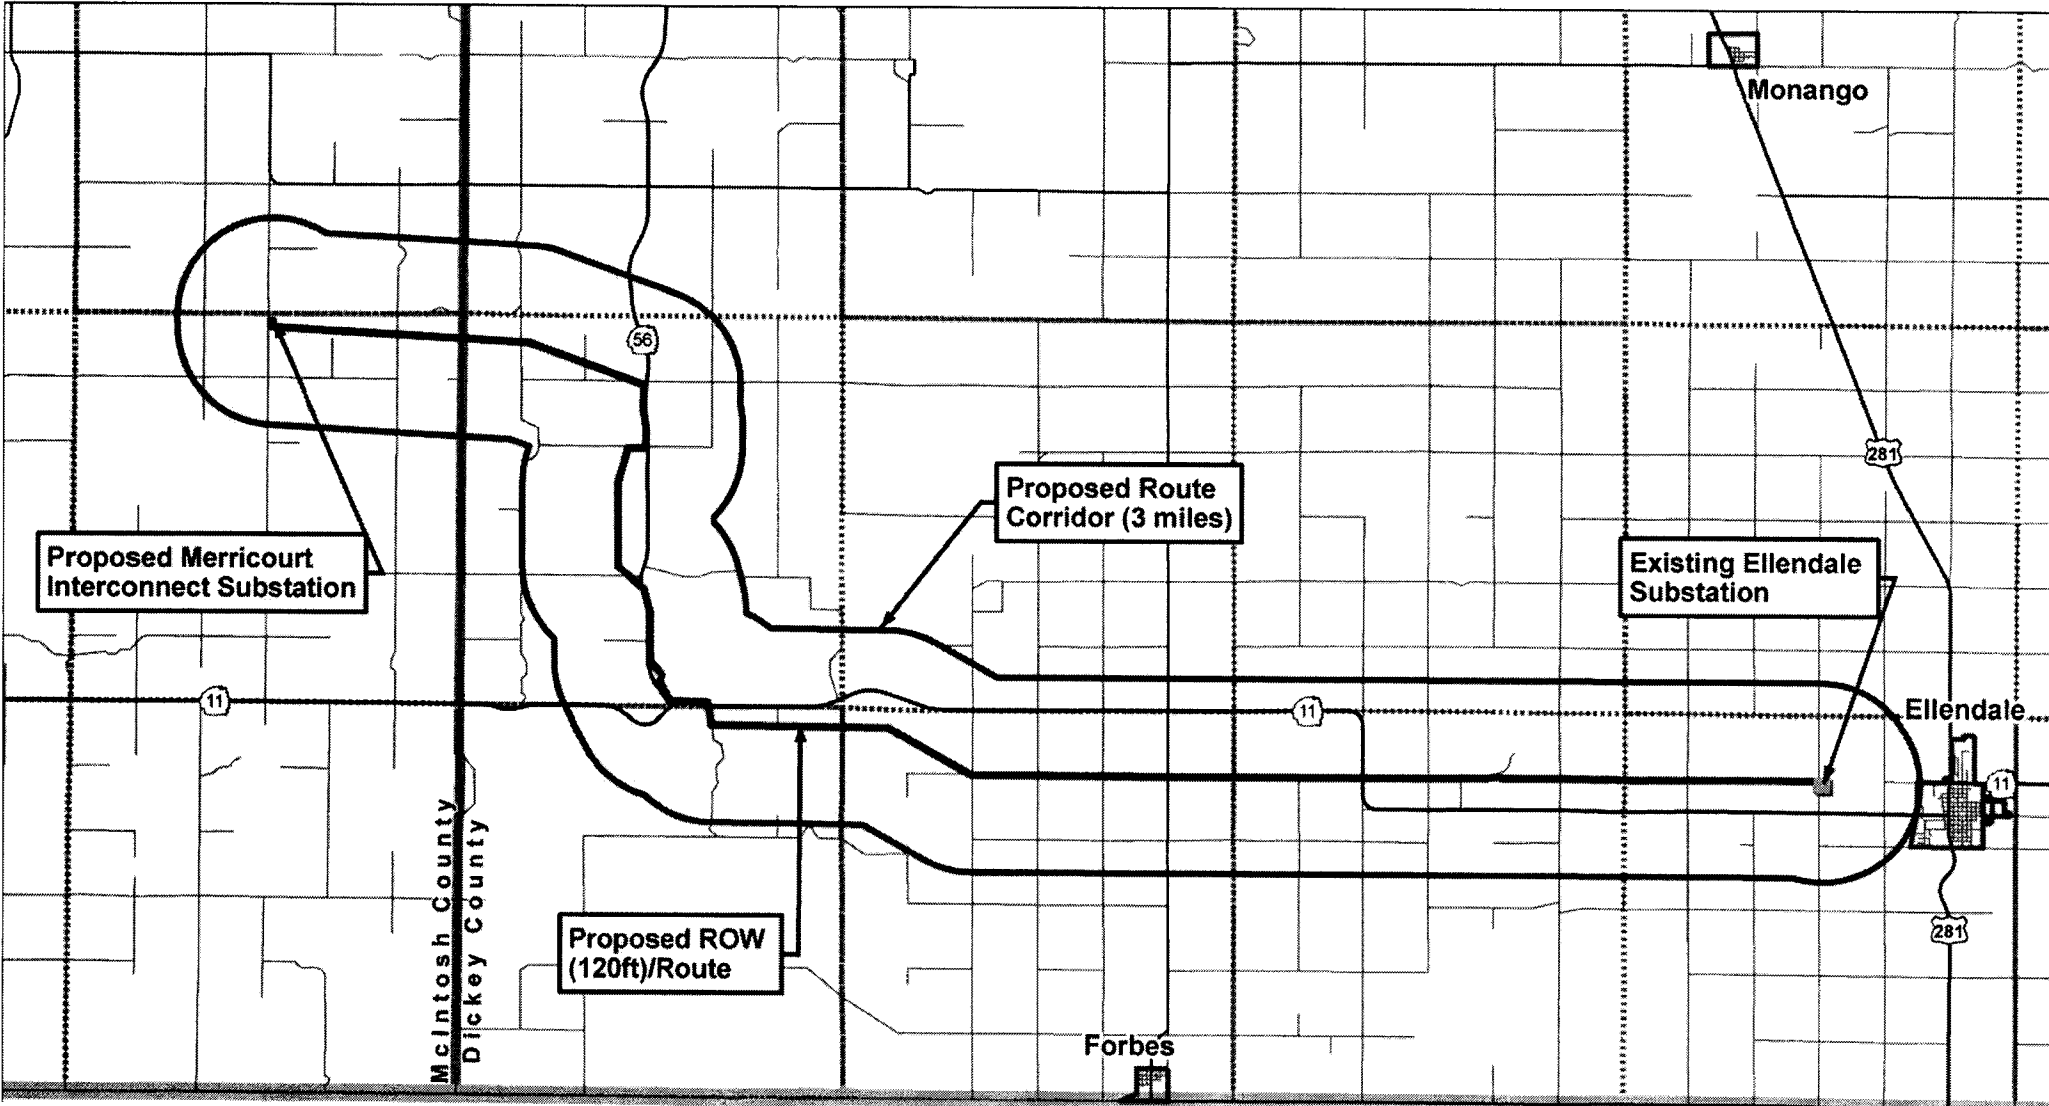 Monango
56
281
Proposed Route
Corridor (3 miles)
Proposed Merricourt
Interconnect Substation
Existing Ellendale
Substation
11
11
Ellendale
11
McIntosh County
Dickey County
Proposed ROW
(120ft)/Route
281
Forbes